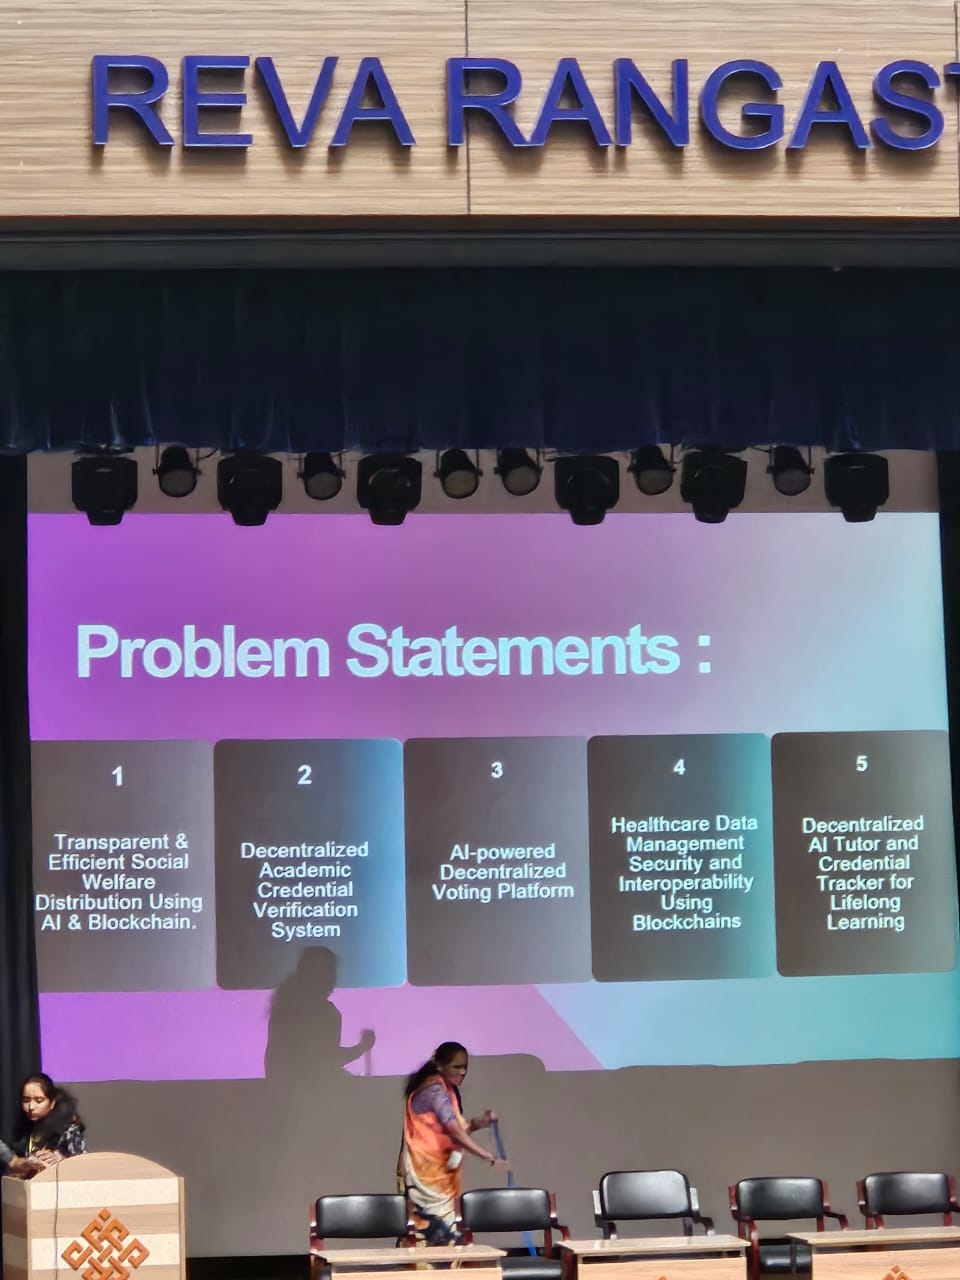 REVA RANGAS
Problem Statements :
1
Transparent &
Efficient Social
Welfare
Distribution Using
AI & Blockchain.
2
Decentralized
Academic
Credential
Verification
System
3
AI-powered
Decentralized
Voting Platform
4
Healthcare Data
Management
Security and
Interoperability
Using
Blockchains
5
Decentralized
AI Tutor and
Credential
Tracker for
Lifelong
Learning